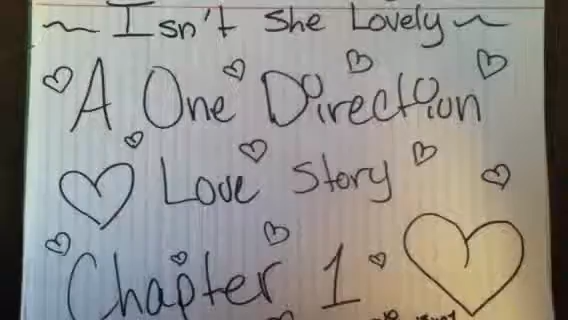 ~ Isn't She Lovely ~
A One Direction
Love Story
Chapter 1